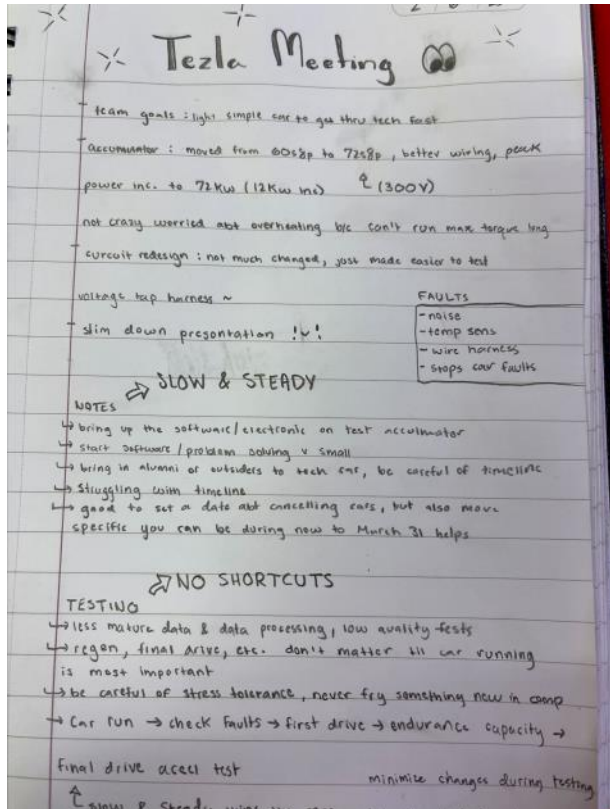 Tezla Meeting
team goals : light simple car to get thru tech fast
accumulator : moved from 60s8p to 72s8p, better wiring, peak
power inc. to 72Kw (12Kw inc) (300V)
not crazy worried abt overheating b/c can't run max torque long
curcuit redesign : not much changed, just made easier to test
voltage tap harness ~
slim down presentation
FAULTS
- noise
- temp sens
- wire harness
- stops car faults
SLOW & STEADY
NOTES
↳ bring up the software/electronic on test accumulator
↳ start software/problem solving v small
↳ bring in alumni or outsiders to tech car, be careful of timeline
↳ struggling with timeline
↳ good to set a date abt cancelling cars, but also more
specific you can be during now to March 31 helps
NO SHORTCUTS
TESTING
↳ less mature data & data processing, low quality tests
↳ regen, final drive, etc. don't matter til car running
is most important
↳ be careful of stress tolerance, never try something new in comp
→ Car run → check faults → first drive → endurance capacity →
final drive accel test
minimize changes during testing
slow & steady wins the